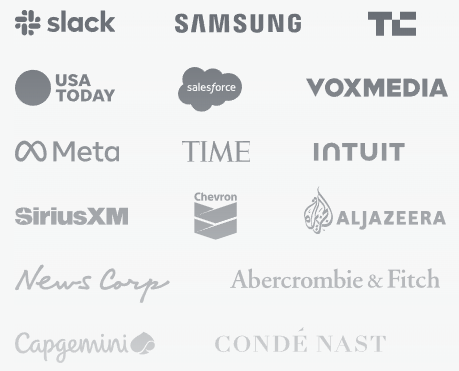 slack
SAMSUNG
TC
USA
TODAY
salesforce
VOXMEDIA
Meta
TIME
INTUIT
SiriusXM
Chevron
ALJAZEERA
News Corp
Abercrombie & Fitch
Capgemini
CONDÉ NAST